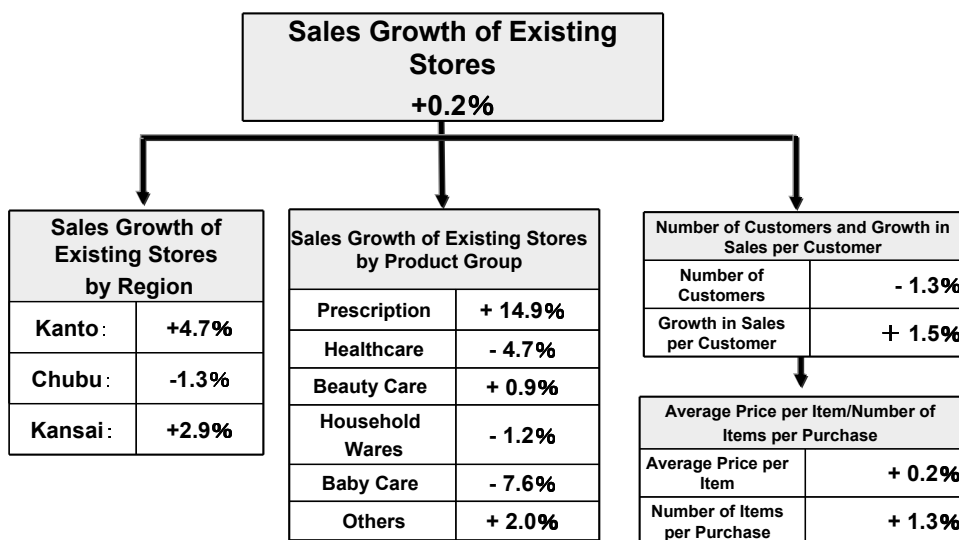 Sales Growth of Existing
Stores
+0.2%
Sales Growth of
Existing Stores
by Region
Kanto: +4.7%
Chubu: -1.3%
Kansai: +2.9%
Sales Growth of Existing Stores
by Product Group
Prescription + 14.9%
Healthcare - 4.7%
Beauty Care + 0.9%
Household
Wares - 1.2%
Baby Care - 7.6%
Others + 2.0%
Number of Customers and Growth in
Sales per Customer
Number of
Customers - 1.3%
Growth in Sales
per Customer + 1.5%
Average Price per Item/Number of
Items per Purchase
Average Price per
Item + 0.2%
Number of Items
per Purchase + 1.3%